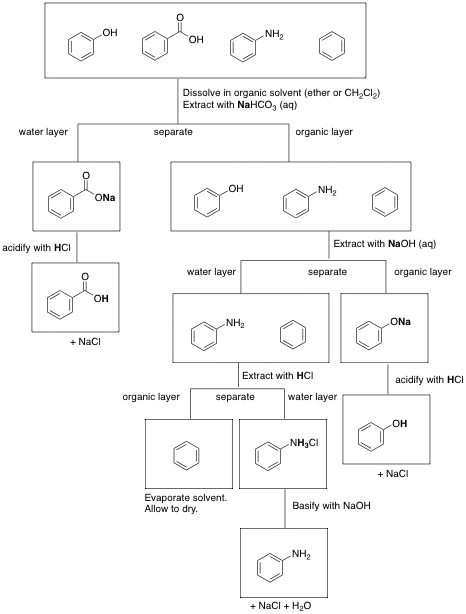 OH
O
OH
NH2
Dissolve in organic solvent (ether or CH2Cl2)
Extract with NaHCO3 (aq)
water layer
separate
organic layer
O
ONa
OH
NH2
acidify with HCl
Extract with NaOH (aq)
O
OH
water layer
separate
organic layer
NH2
ONa
+ NaCl
Extract with HCl
acidify with HCl
organic layer
separate
water layer
NH3Cl
OH
+ NaCl
Evaporate solvent.
Allow to dry.
Basify with NaOH
NH2
+ NaCl + H2O